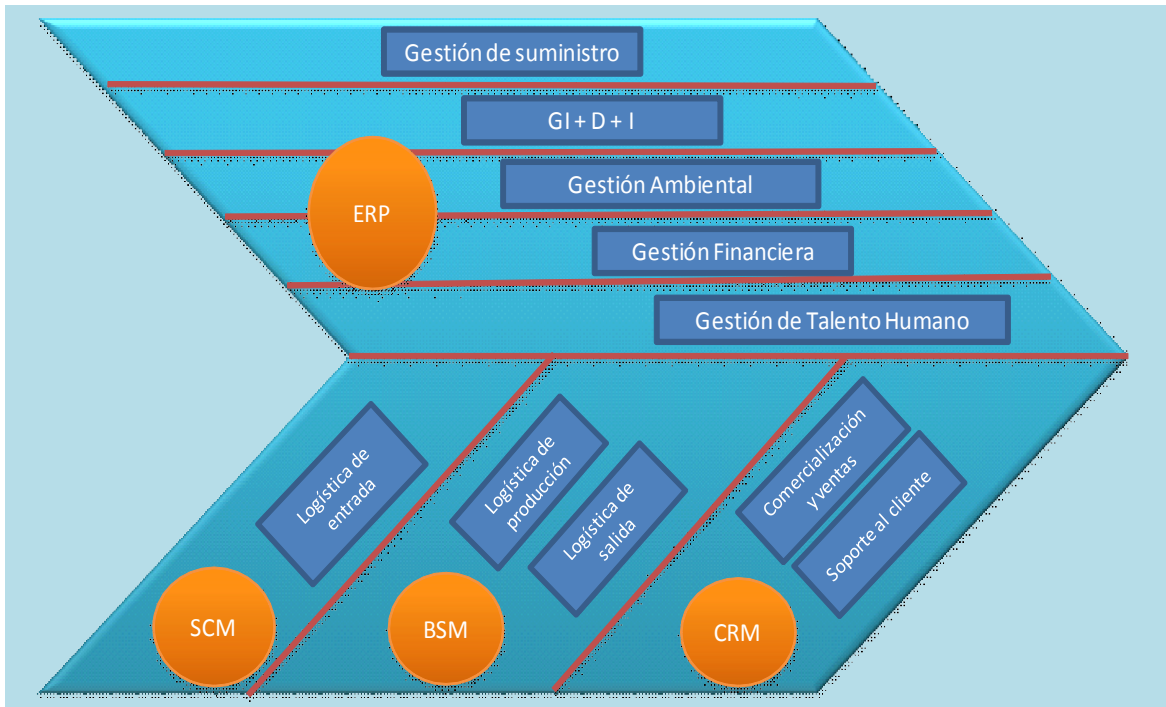 Gestión de suministro
GI + D + I
Gestión Ambiental
ERP
Gestión Financiera
Gestión de Talento Humano
Logística de
entrada
Logística de
producción
Logística de
salida
Comercialización
y ventas
Soporte al cliente
SCM
BSM
CRM